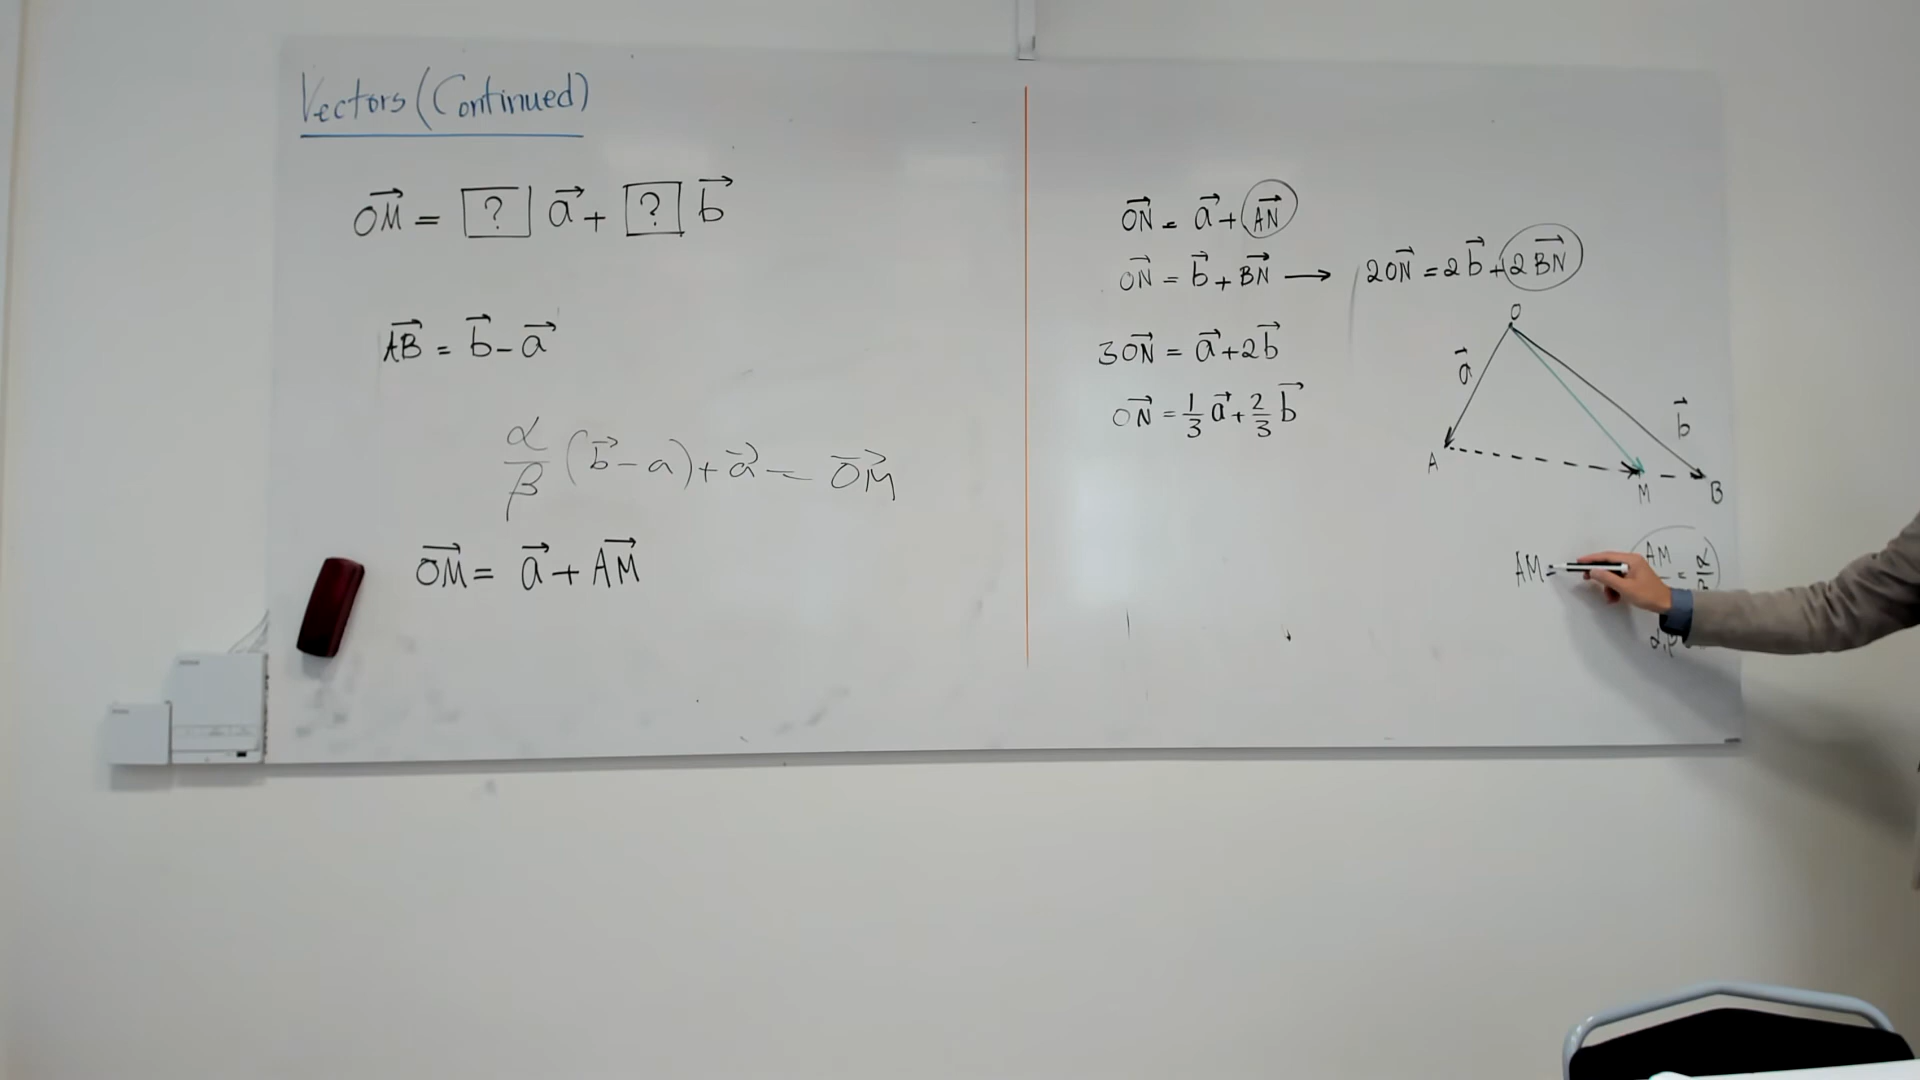 Vectors (Continued)
OM⃗ = [?] a⃗ + [?] b⃗
AB⃗ = b⃗ - a⃗
α/β (b⃗ - a) + a⃗ = OM⃗
OM⃗ = a⃗ + AM⃗
ON⃗ = a⃗ + AN⃗
ON⃗ = b⃗ + BN⃗ → 2ON⃗ = 2b⃗ + 2BN⃗
3ON⃗ = a⃗ + 2b⃗
ON⃗ = 1/3 a⃗ + 2/3 b⃗
O
a⃗
b⃗
A
M
B
AM=
AM
= α